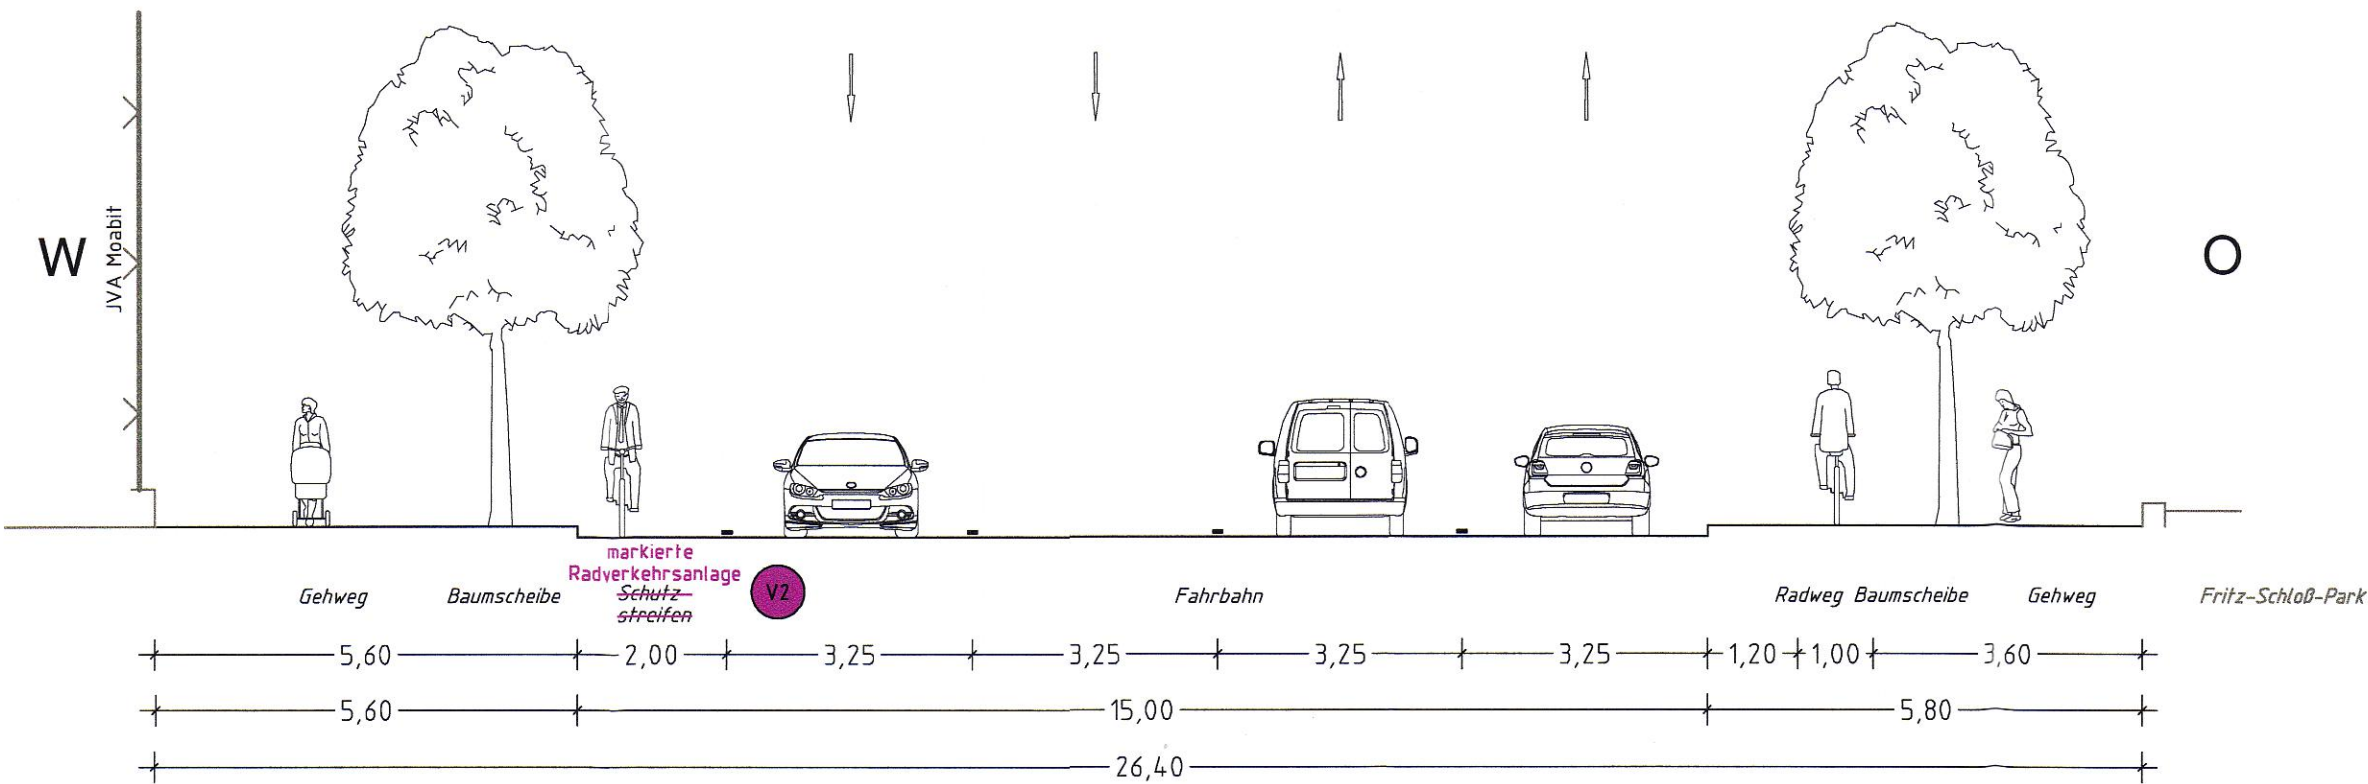 W
JVA Moabit
O
markierte
Radverkehrsanlage
V2
Gehweg
Baumscheibe
Schutz-
streifen
Fahrbahn
Radweg
Baumscheibe
Gehweg
Fritz-Schloß-Park
5,60 2,00 3,25 3,25 3,25 3,25 1,20 1,00 3,60
5,60 15,00 5,80
26,40